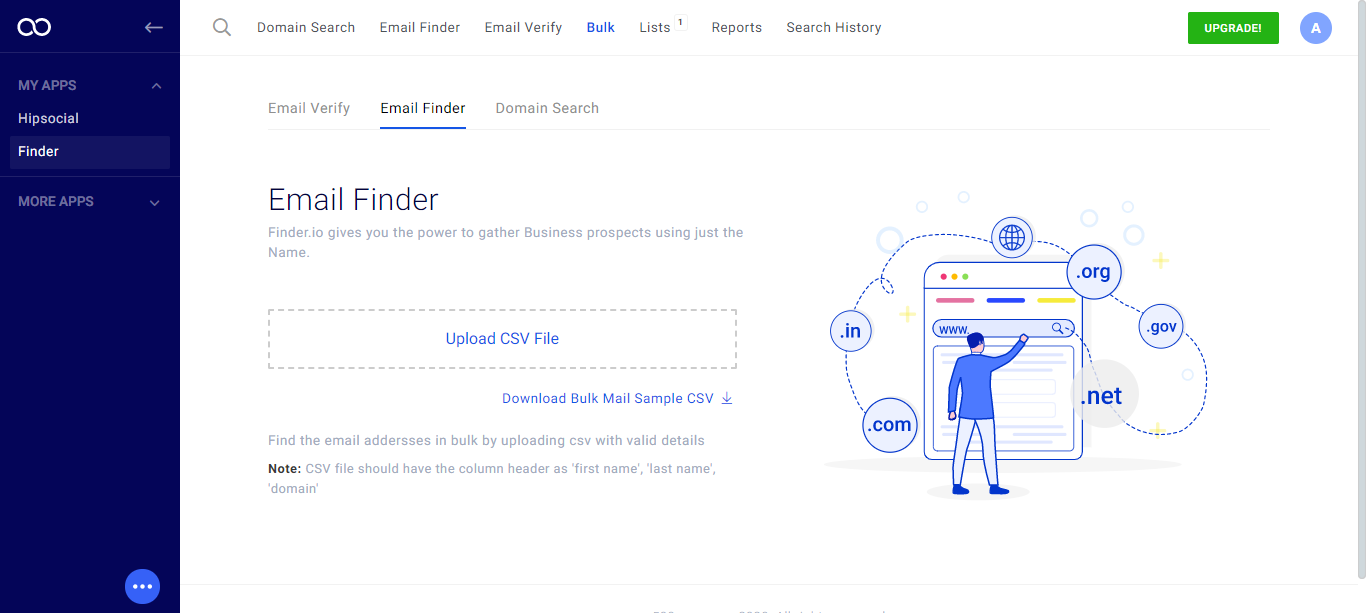 Domain Search Email Finder Email Verify Bulk Lists 1 Reports Search History UPGRADE! A
MY APPS
Hipsocial
Finder
MORE APPS
Email Verify Email Finder Domain Search
Email Finder
Finder.io gives you the power to gather Business prospects using just the
Name.
Upload CSV File
Download Bulk Mail Sample CSV
Find the email addersses in bulk by uploading csv with valid details
Note: CSV file should have the column header as 'first name', 'last name',
'domain'
.org
.in
www.
.gov
.net
.com